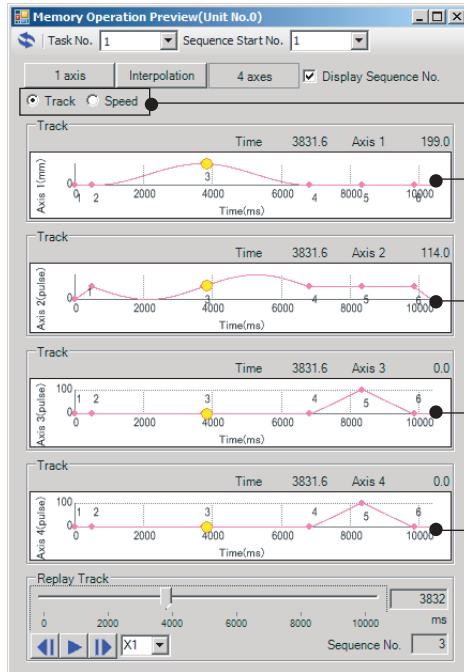 Memory Operation Preview(Unit No.0)
Task No. 1 Sequence Start No. 1
1 axis Interpolation 4 axes Display Sequence No.
Track Speed
Track
Time 3831.6 Axis 1 199.0
Axis 1(mm)
0
1 2 3 4 5 6
0 2000 4000 6000 8000 10000
Time(ms)
Track
Time 3831.6 Axis 2 114.0
Axis 2(pulse)
0
1 3 4 5 6
0 2000 4000 6000 8000 10000
Time(ms)
Track
Time 3831.6 Axis 3 0.0
Axis 3(pulse)
100
0
1 2 3 4 5 6
0 2000 4000 6000 8000 10000
Time(ms)
Track
Time 3831.6 Axis 4 0.0
Axis 4(pulse)
100
0
1 2 3 4 5 6
0 2000 4000 6000 8000 10000
Time(ms)
Replay Track
3832
0 2000 4000 6000 8000 10000 ms
X1 Sequence No. 3